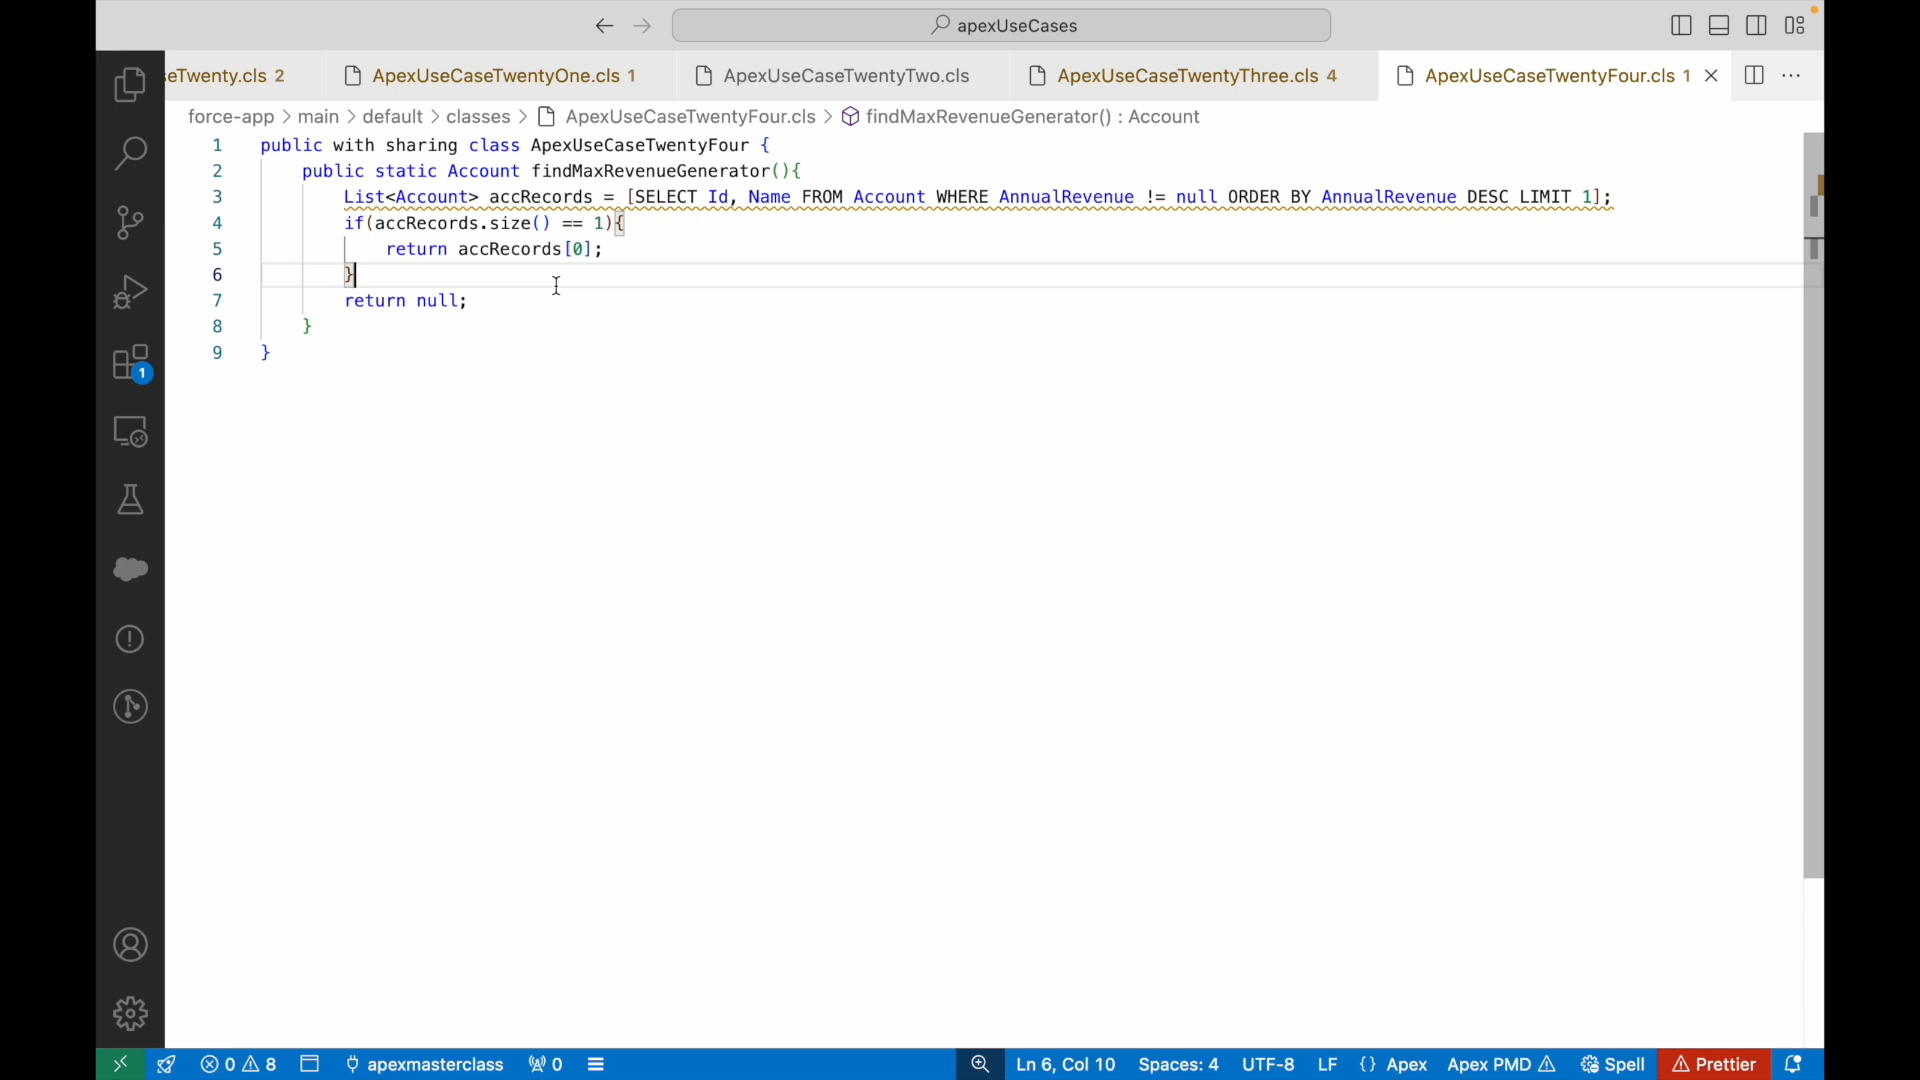 apexUseCases
eTwenty.cls 2
ApexUseCaseTwentyOne.cls 1
ApexUseCaseTwentyTwo.cls
ApexUseCaseTwentyThree.cls 4
ApexUseCaseTwentyFour.cls 1
force-app > main > default > classes > ApexUseCaseTwentyFour.cls > findMaxRevenueGenerator() : Account
1 public with sharing class ApexUseCaseTwentyFour {
2 public static Account findMaxRevenueGenerator(){
3 List<Account> accRecords = [SELECT Id, Name FROM Account WHERE AnnualRevenue != null ORDER BY AnnualRevenue DESC LIMIT 1];
4 if(accRecords.size() == 1){
5 return accRecords[0];
6 }
7 return null;
8 }
9 }
1
0 8 apexmasterclass 0 Ln 6, Col 10 Spaces: 4 UTF-8 LF {} Apex Apex PMD Spell Prettier